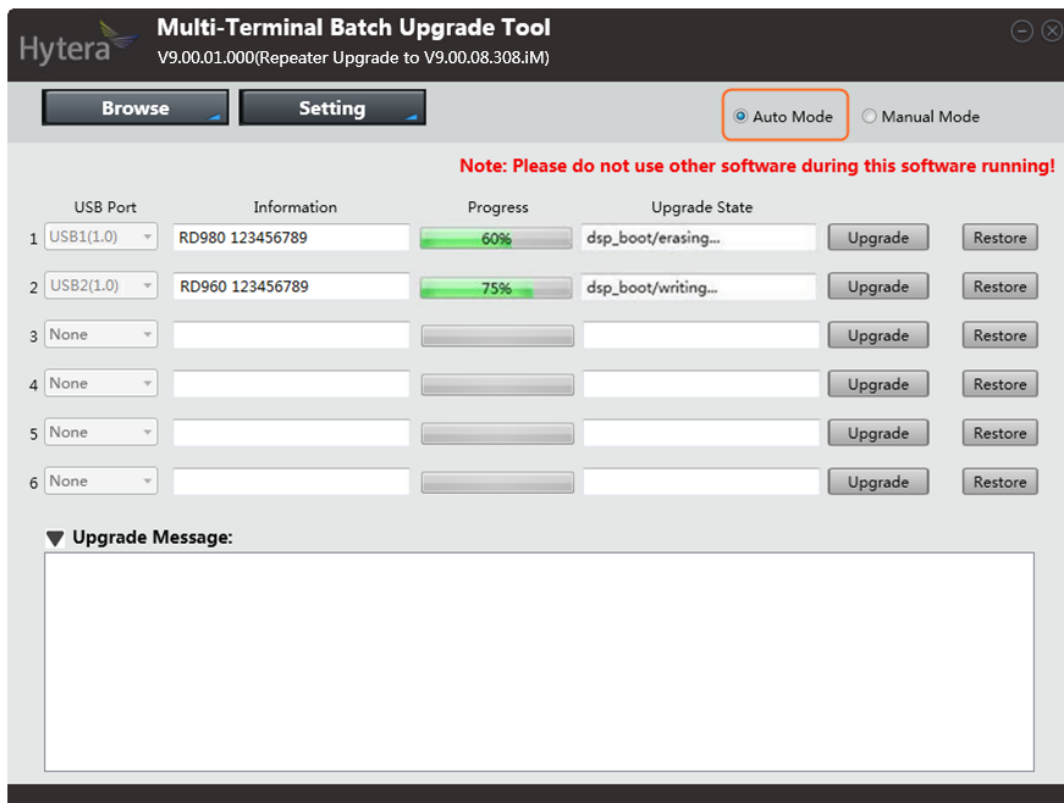 Hytera
Multi-Terminal Batch Upgrade Tool
V9.00.01.000(Repeater Upgrade to V9.00.08.308.iM)
Browse Setting Auto Mode Manual Mode
Note: Please do not use other software during this software running!
USB Port Information Progress Upgrade State
1 USB1(1.0) RD980 123456789 60% dsp_boot/erasing... Upgrade Restore
2 USB2(1.0) RD960 123456789 75% dsp_boot/writing... Upgrade Restore
3 None Upgrade Restore
4 None Upgrade Restore
5 None Upgrade Restore
6 None Upgrade Restore
Upgrade Message: